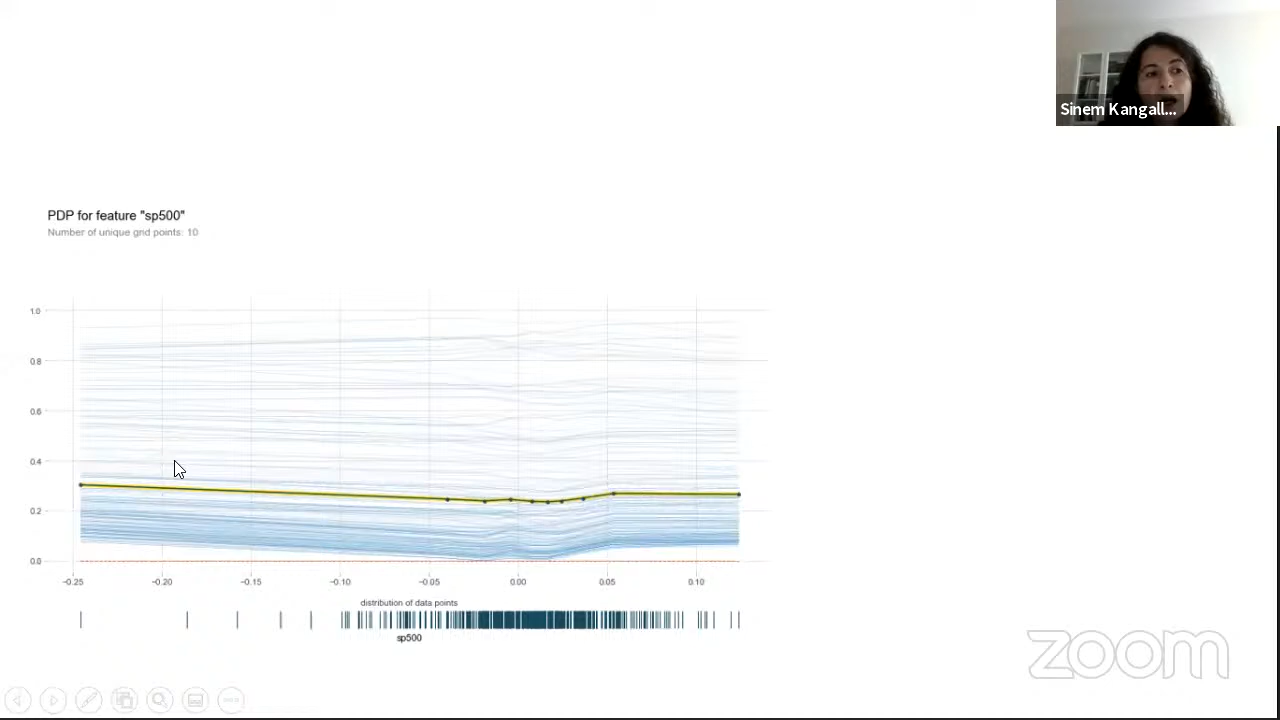 Sinem Kangall...
PDP for feature "sp500"
Number of unique grid points: 10
1.0
0.8
0.6
0.4
0.2
0.0
−0.25 −0.20 −0.15 −0.10 −0.05 0.00 0.05 0.10
distribution of data points
sp500
zoom